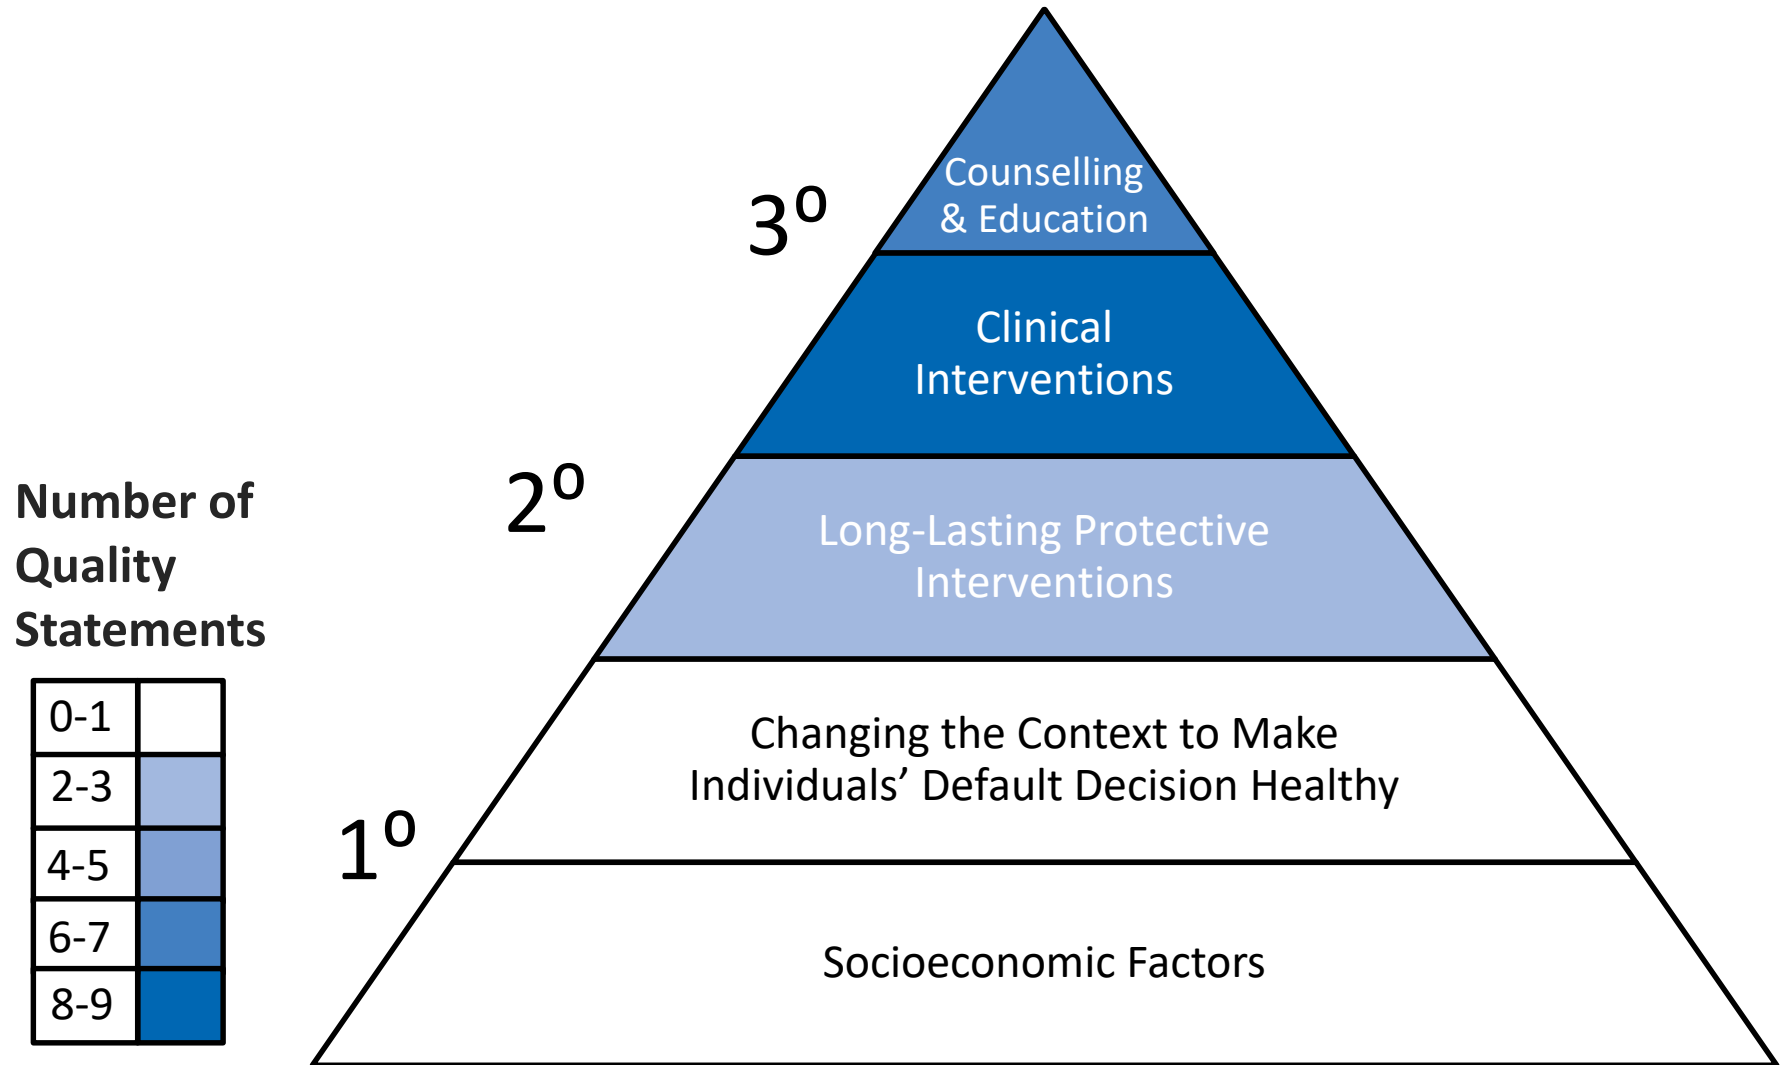 3º
Counselling
& Education
Clinical
Interventions
2º
Long-Lasting Protective
Interventions
1º
Changing the Context to Make
Individuals’ Default Decision Healthy
Socioeconomic Factors
Number of
Quality
Statements
0-1
2-3
4-5
6-7
8-9